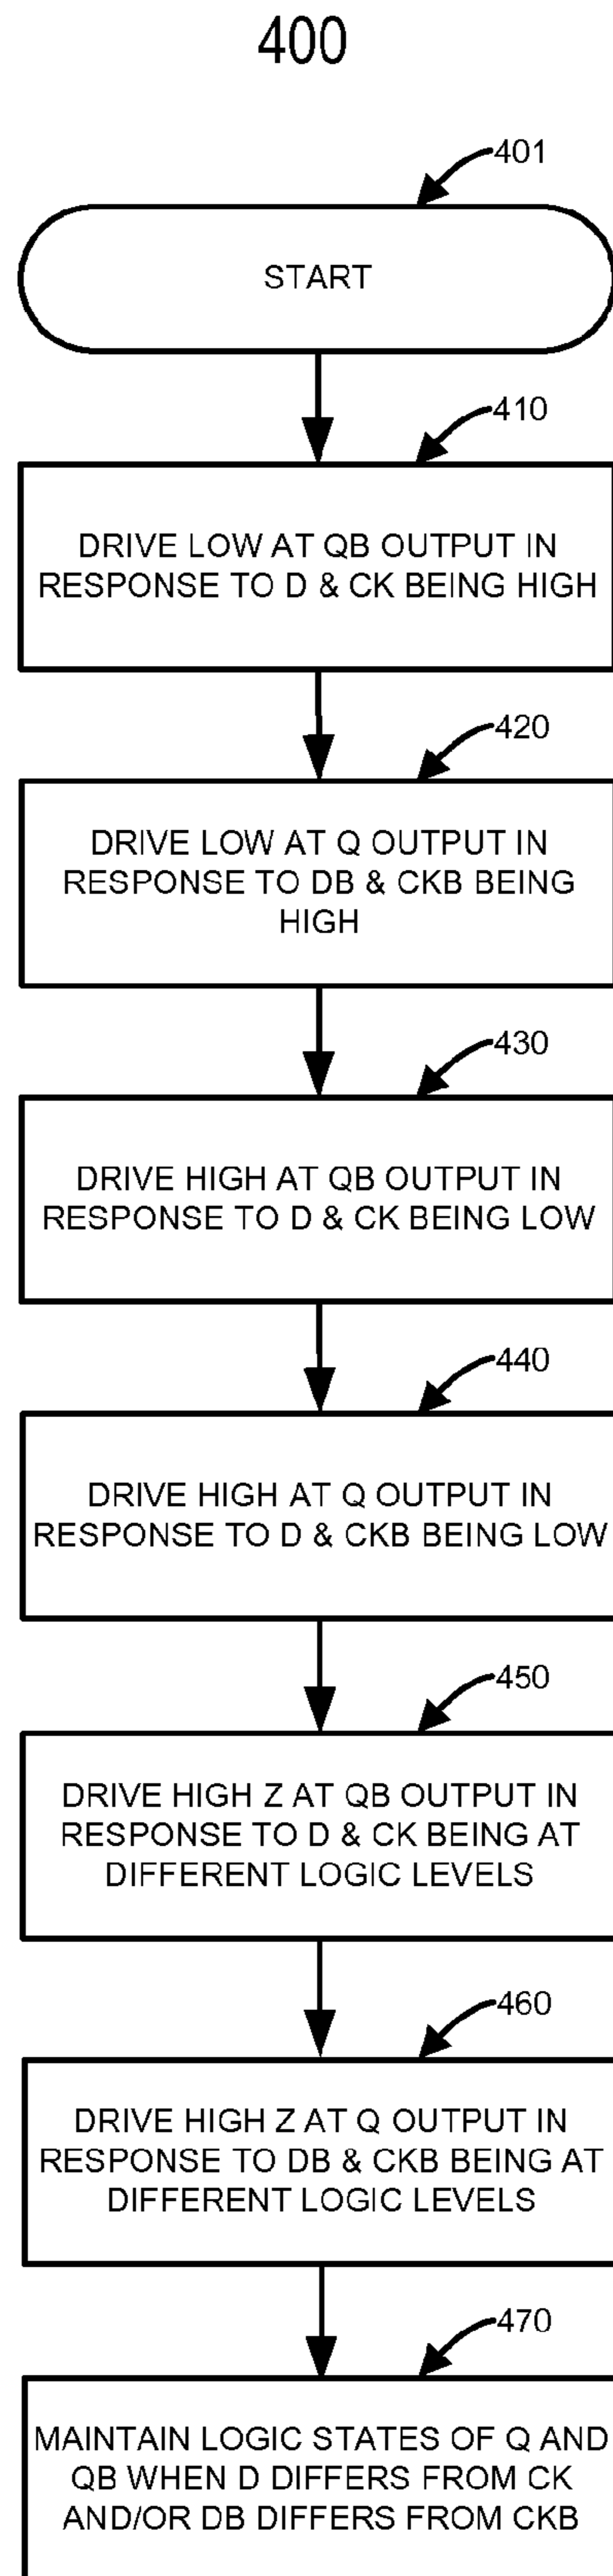 400
401
START
410
DRIVE LOW AT QB OUTPUT IN
RESPONSE TO D & CK BEING HIGH
420
DRIVE LOW AT Q OUTPUT IN
RESPONSE TO DB & CKB BEING
HIGH
430
DRIVE HIGH AT QB OUTPUT IN
RESPONSE TO D & CK BEING LOW
440
DRIVE HIGH AT Q OUTPUT IN
RESPONSE TO D & CKB BEING LOW
450
DRIVE HIGH Z AT QB OUTPUT IN
RESPONSE TO D & CK BEING AT
DIFFERENT LOGIC LEVELS
460
DRIVE HIGH Z AT Q OUTPUT IN
RESPONSE TO DB & CKB BEING AT
DIFFERENT LOGIC LEVELS
470
MAINTAIN LOGIC STATES OF Q AND
QB WHEN D DIFFERS FROM CK
AND/OR DB DIFFERS FROM CKB